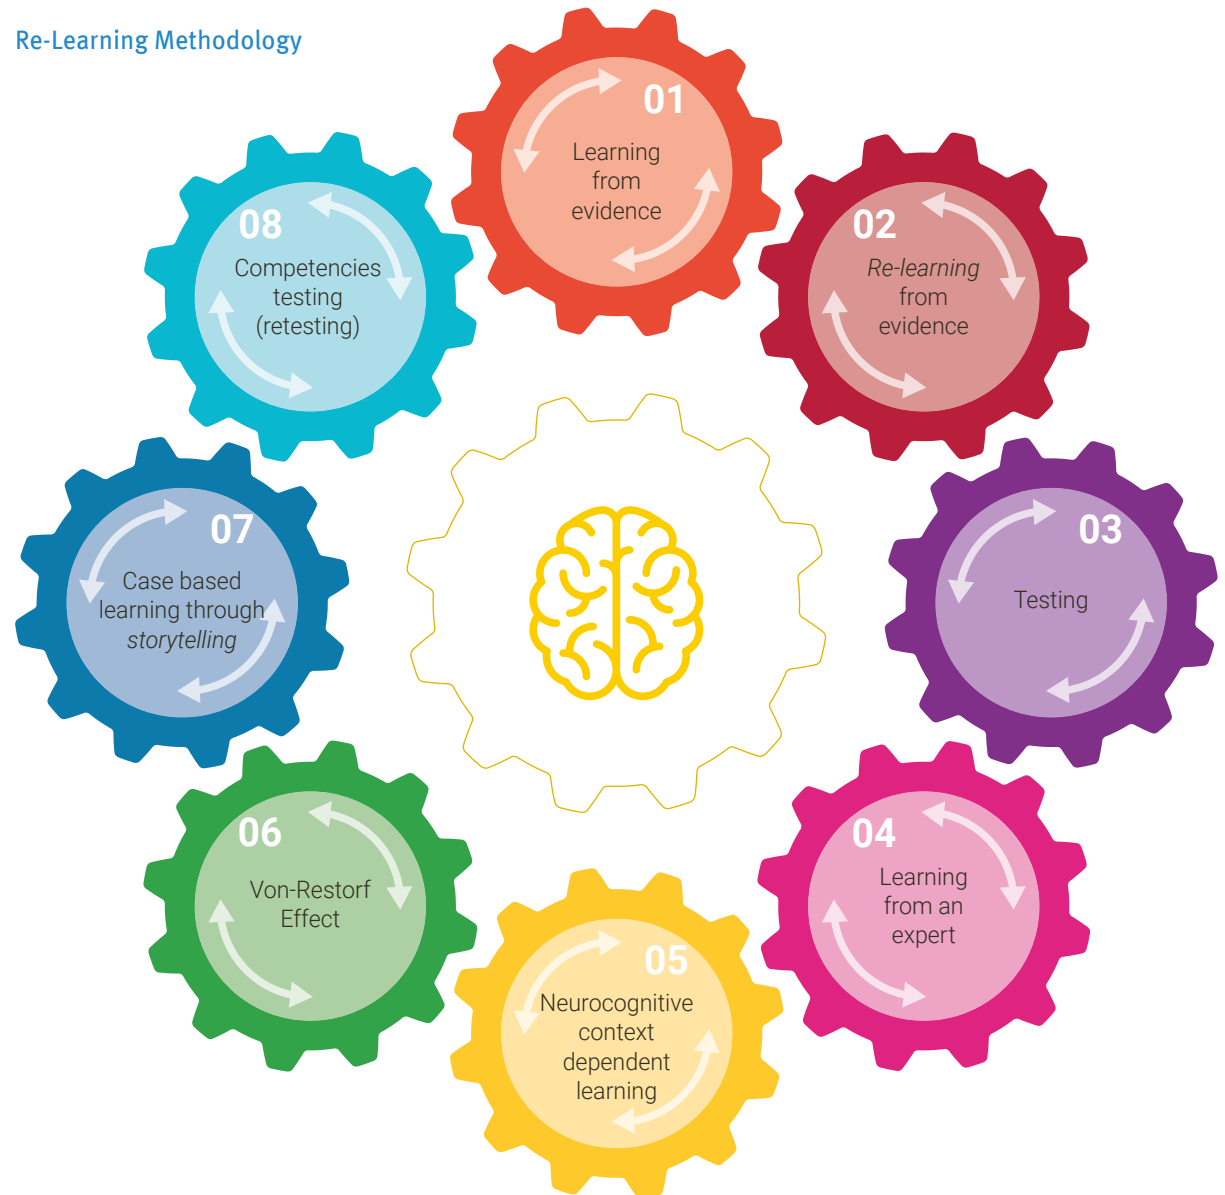 Re-Learning Methodology
01
Learning
from
evidence
02
Re-learning
from
evidence
03
Testing
04
Learning
from an
expert
05
Neurocognitive
context
dependent
learning
06
Von-Restorf
Effect
07
Case based
learning through
storytelling
08
Competencies
testing
(retesting)